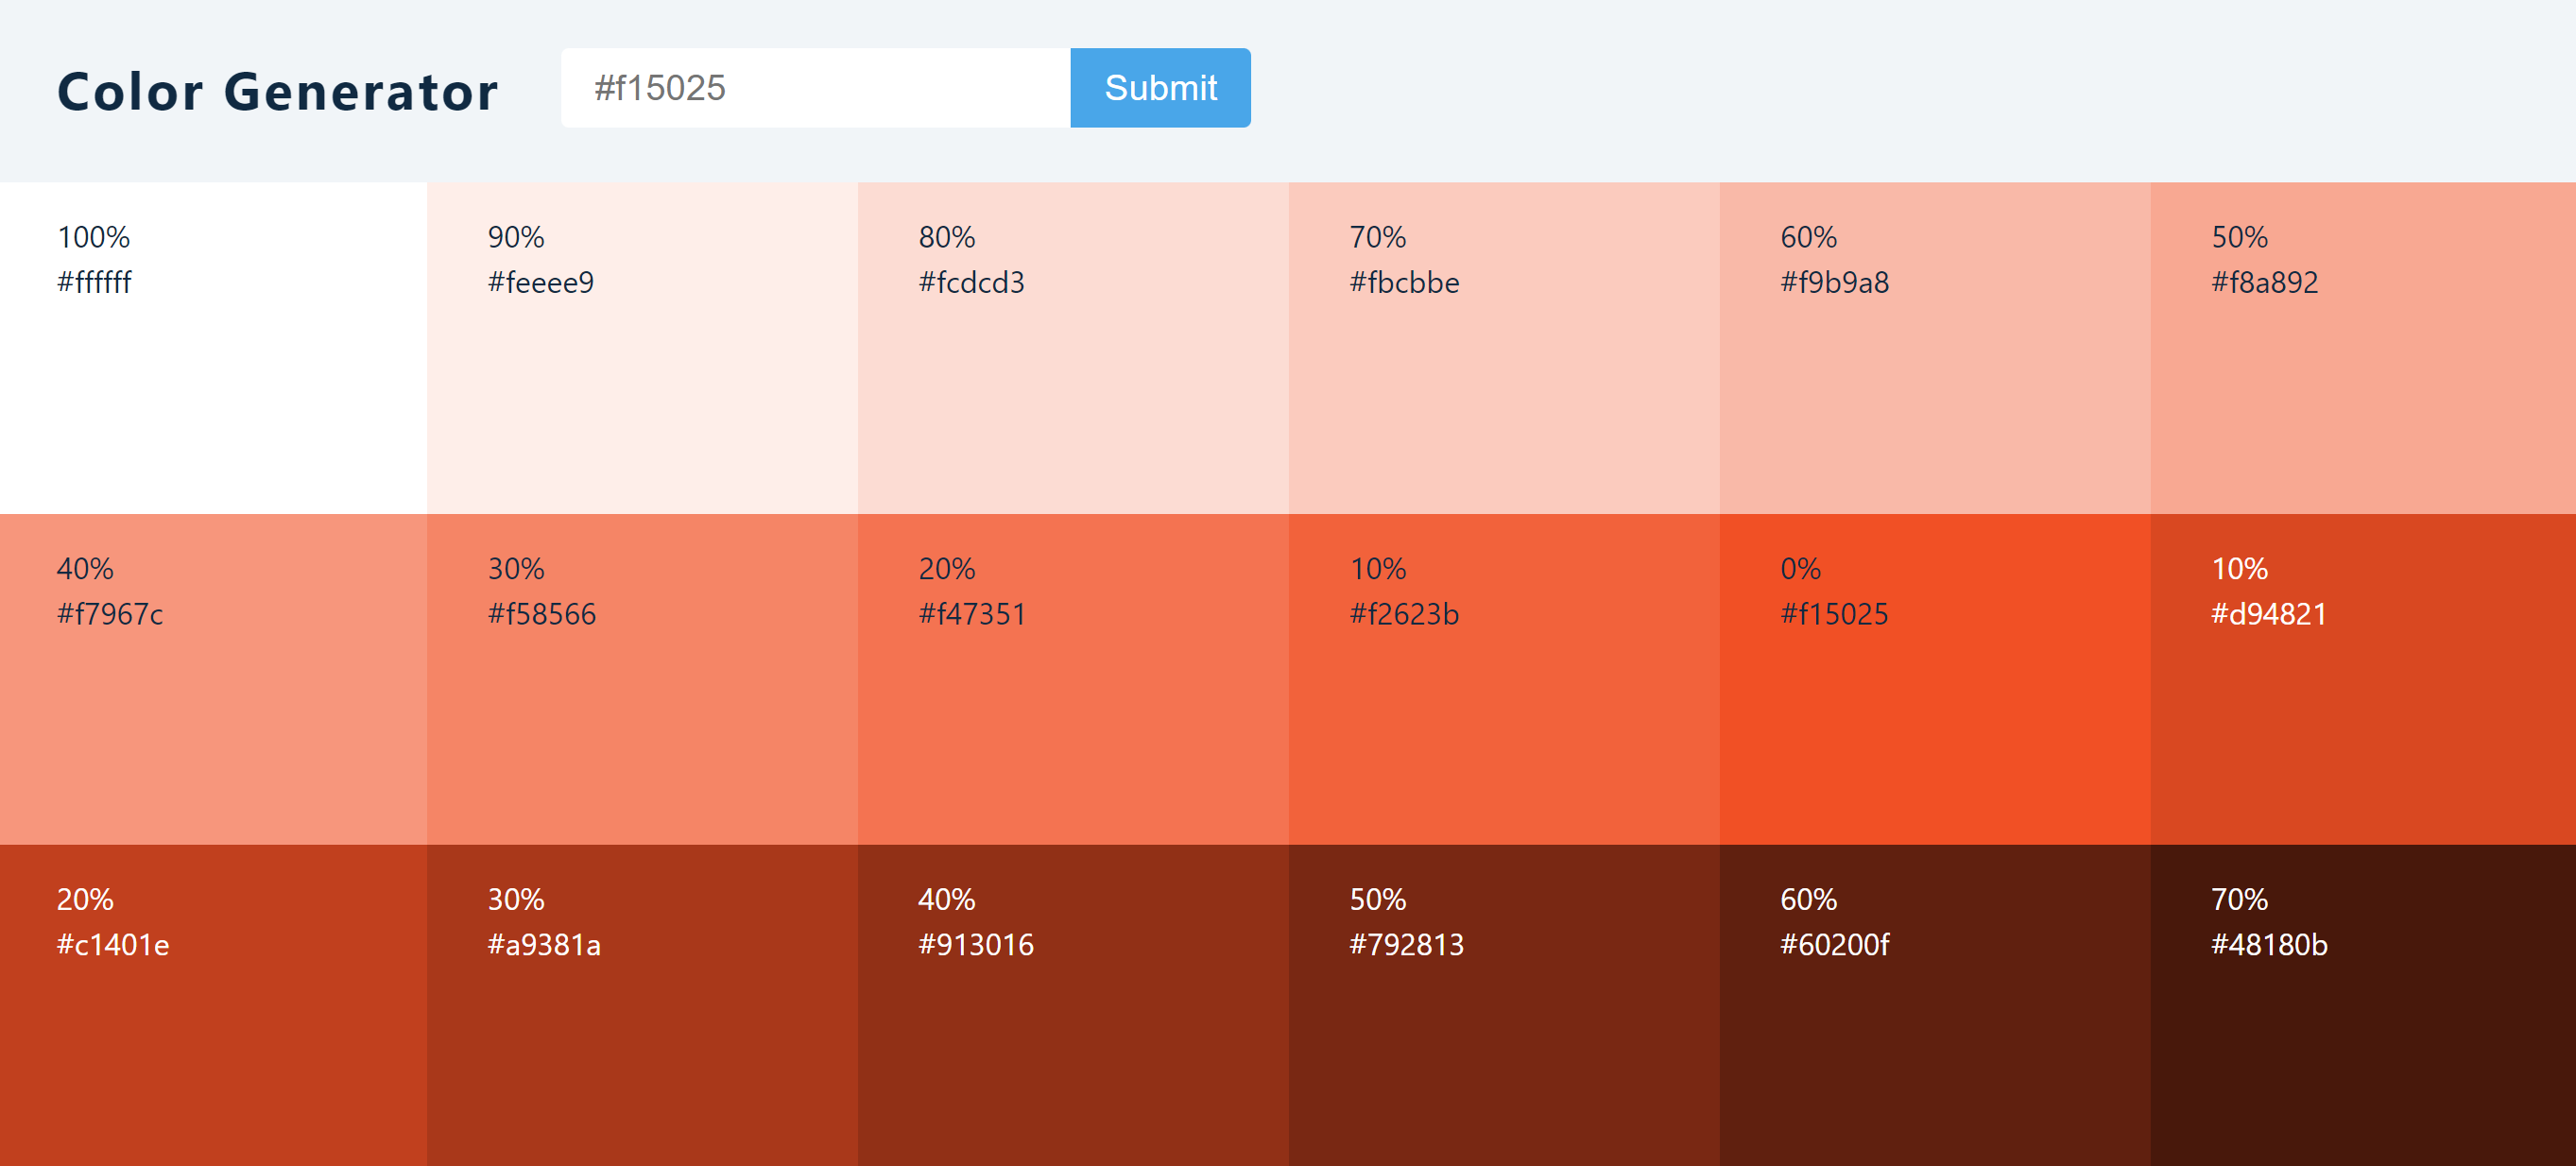 Color Generator
#f15025
Submit
100%
#ffffff
90%
#feeee9
80%
#fcdcd3
70%
#fbcbbe
60%
#f9b9a8
50%
#f8a892
40%
#f7967c
30%
#f58566
20%
#f47351
10%
#f2623b
0%
#f15025
10%
#d94821
20%
#c1401e
30%
#a9381a
40%
#913016
50%
#792813
60%
#60200f
70%
#48180b